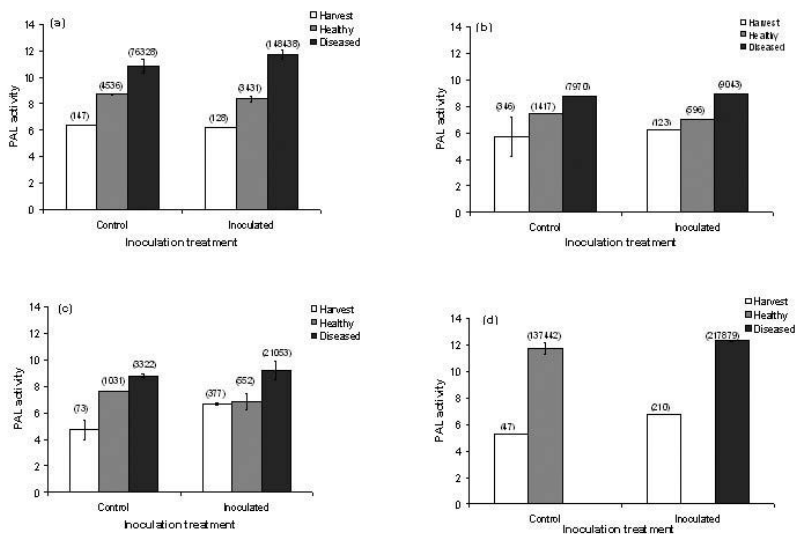 (a)
Harvest
Healthy
Diseased
14
12
10
8
6
4
2
0
PAL activity
(147)
(4536)
(76328)
(128)
(3431)
(148438)
Control
Inoculated
Inoculation treatment
(b)
Harvest
Healthy
Diseased
14
12
10
8
6
4
2
0
PAL activity
(346)
(1417)
(7970)
(123)
(596)
(9043)
Control
Inoculated
Inoculation treatment
(c)
Harvest
Healthy
Diseased
14
12
10
8
6
4
2
0
PAL activity
(73)
(1031)
(3322)
(377)
(552)
(21053)
Control
Inoculated
Inoculation treatment
(d)
Harvest
Healthy
Diseased
14
12
10
8
6
4
2
0
PAL activity
(47)
(137442)
(210)
(217879)
Control
Inoculated
Inoculation treatment